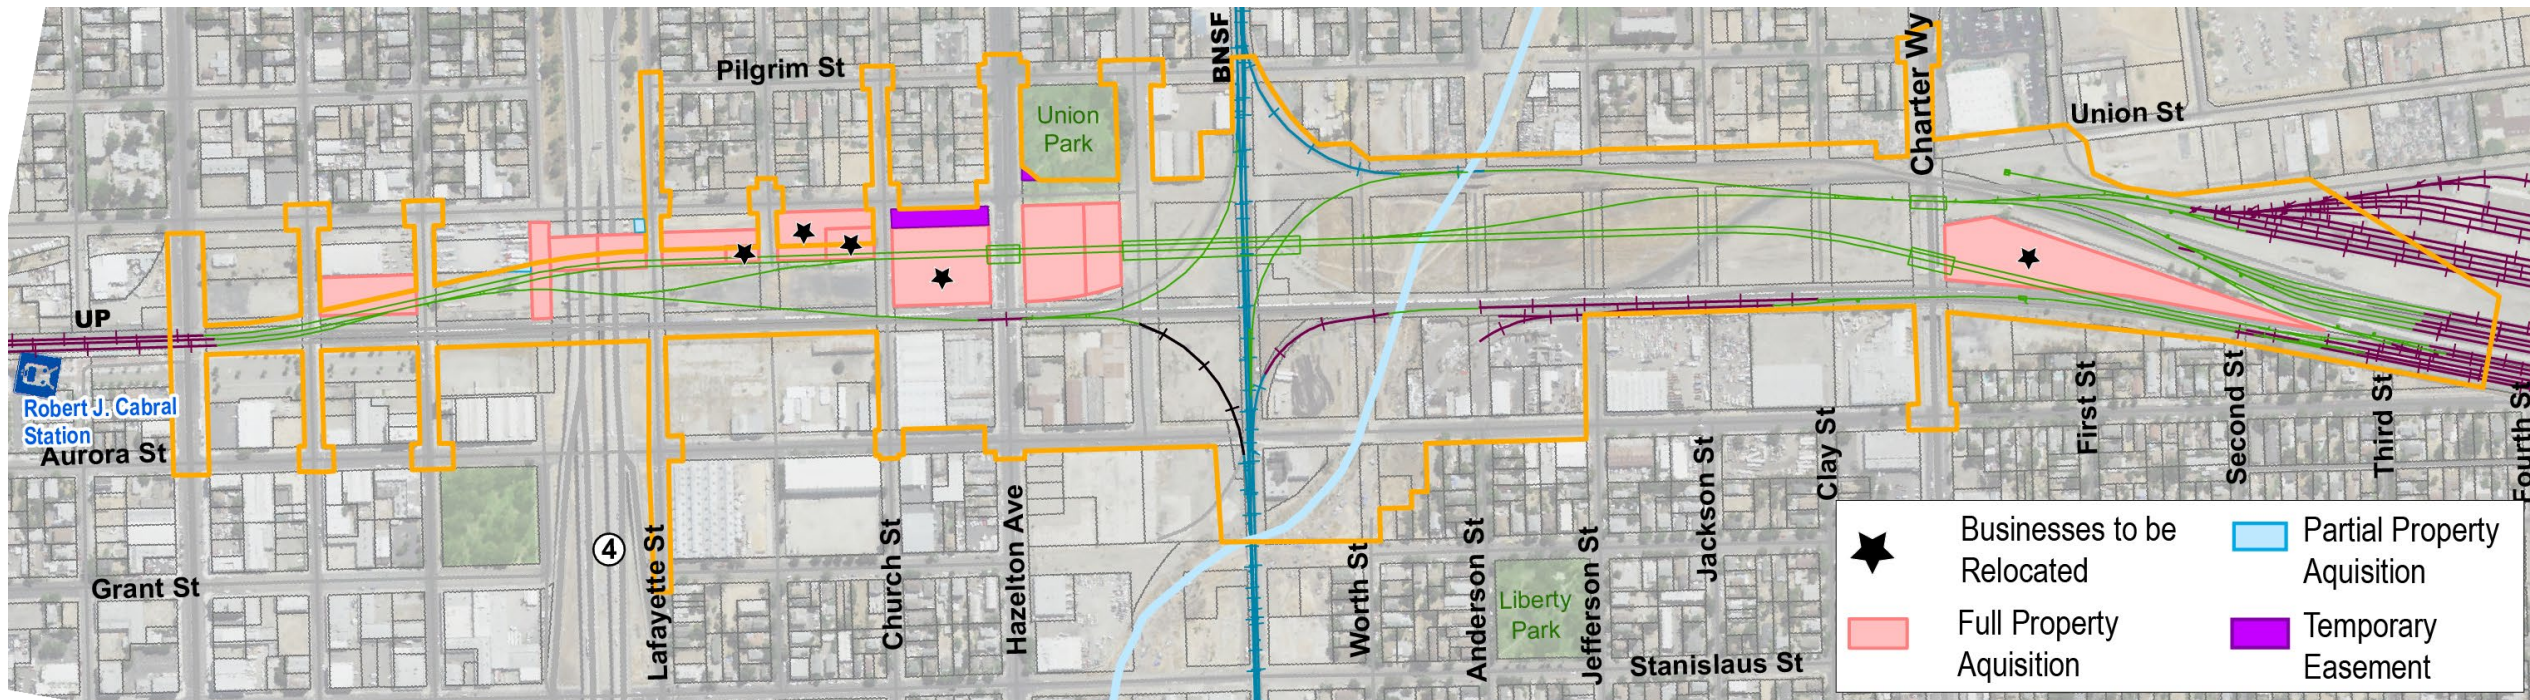 Pilgrim St
BNSF
Charter Wy
Union
Park
Union St
UP
Robert J. Cabral
Station
Aurora St
4
Grant St
Lafayette St
Church St
Hazelton Ave
Worth St
Anderson St
Jefferson St
Jackson St
Clay St
First St
Second St
Third St
Fourth St
Liberty
Park
Stanislaus St
Businesses to be
Relocated
Full Property
Aquisition
Partial Property
Aquisition
Temporary
Easement